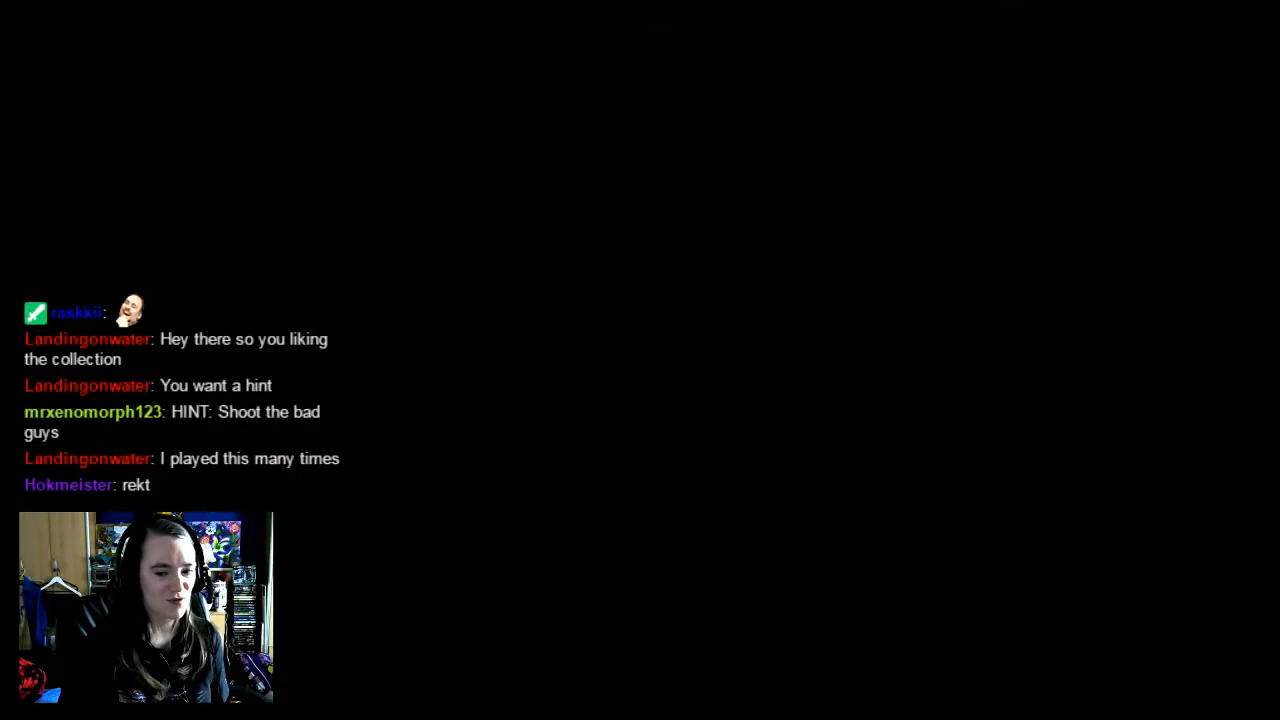 raskkii:
Landingonwater: Hey there so you liking
the collection
Landingonwater: You want a hint
mrxenomorph123: HINT: Shoot the bad
guys
Landingonwater: I played this many times
Hokmeister: rekt